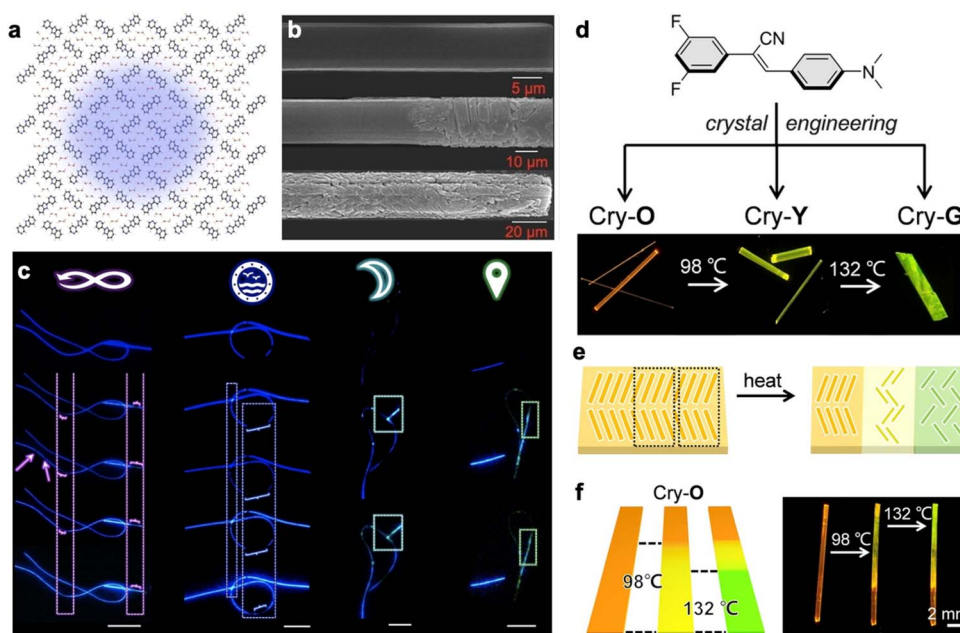 a
b
5 μm
10 μm
20 μm
c
d
F
F
CN
N
crystal engineering
Cry-O
Cry-Y
Cry-G
98 ℃
132 ℃
e
heat
f
Cry-O
98℃
132 ℃
98 ℃
132 ℃
2 mm